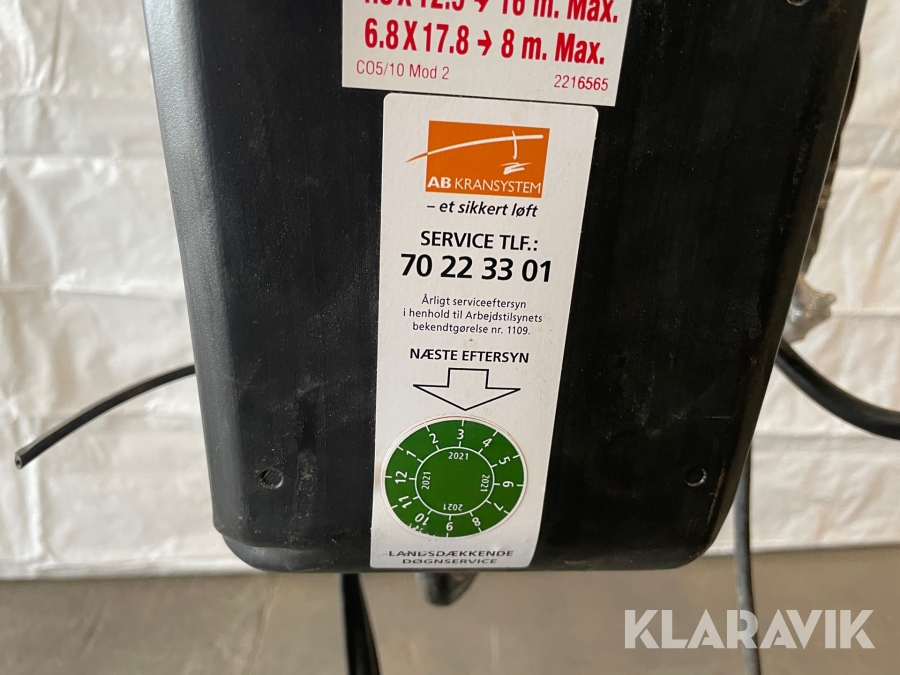 6.8 X 17.8 → 8 m. Max.
CO5/10 Mod 2 2216565
AB KRANSYSTEM
– et sikkert løft
SERVICE TLF.:
70 22 33 01
Årligt serviceeftersyn
i henhold til Arbejdstilsynets
bekendtgørelse nr. 1109.
NÆSTE EFTERSYN
1 2 3 4 5 6 7 8 9 10 11 12
2021 2021 2021 2021
LANDSDÆKKENDE
DØGNSERVICE
KLARAVIK